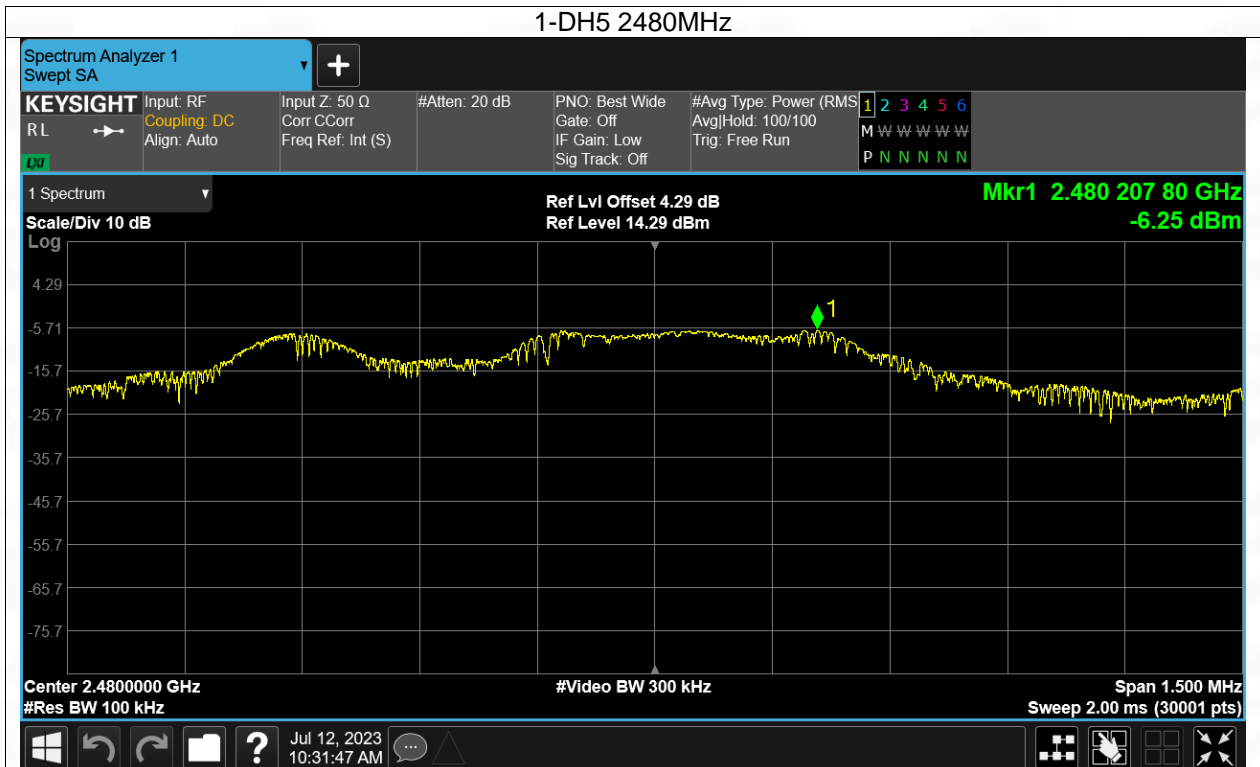 1-DH5 2480MHz
Spectrum Analyzer 1
Swept SA
KEYSIGHT
RL
LXI
Input: RF
Coupling: DC
Align: Auto
Input Z: 50 Ω
Corr CCorr
Freq Ref: Int (S)
#Atten: 20 dB
PNO: Best Wide
Gate: Off
IF Gain: Low
Sig Track: Off
#Avg Type: Power (RMS
Avg|Hold: 100/100
Trig: Free Run
1 2 3 4 5 6
M W W W W W
P N N N N N
1 Spectrum
Scale/Div 10 dB
Log
Ref Lvl Offset 4.29 dB
Ref Level 14.29 dBm
Mkr1 2.480 207 80 GHz
-6.25 dBm
1
4.29
-5.71
-15.7
-25.7
-35.7
-45.7
-55.7
-65.7
-75.7
Center 2.4800000 GHz
#Res BW 100 kHz
#Video BW 300 kHz
Span 1.500 MHz
Sweep 2.00 ms (30001 pts)
Jul 12, 2023
10:31:47 AM